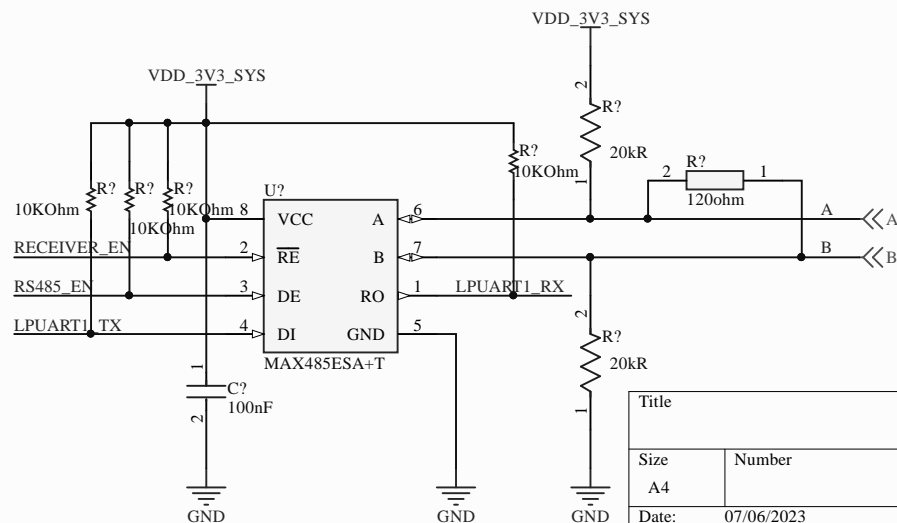 VDD_3V3_SYS
VDD_3V3_SYS
2
R?
20kR
1
R?
10KOhm
R?
10KOhm
R?
10KOhm
R?
10KOhm
2
R?
1
120ohm
U?
8
VCC
A
6
A
A
RECEIVER_EN
2
RE
B
7
B
B
RS485_EN
3
DE
RO
1
LPUART1_RX
LPUART1_TX
4
DI
GND
5
MAX485ESA+T
2
R?
20kR
1
1
C?
100nF
2
GND
GND
GND
Title
Size
Number
A4
Date:
07/06/2023